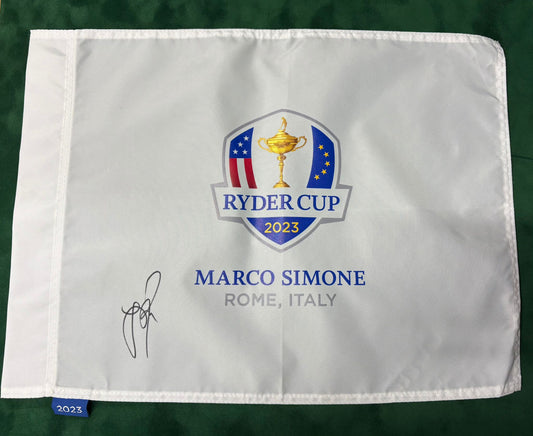 RYDER CUP
2023
MARCO SIMONE
ROME, ITALY
2023